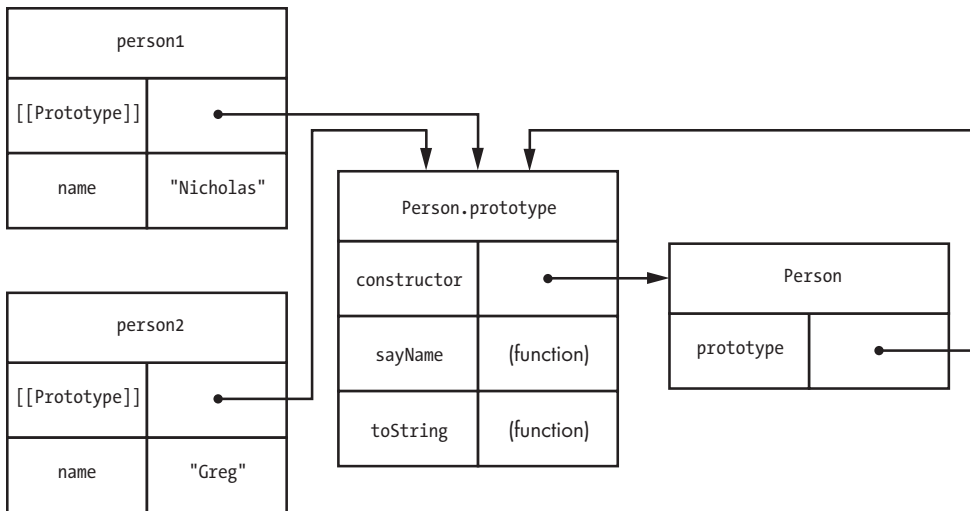 person1
[[Prototype]]
name "Nicholas"
person2
[[Prototype]]
name "Greg"
Person.prototype
constructor
sayName (function)
toString (function)
Person
prototype